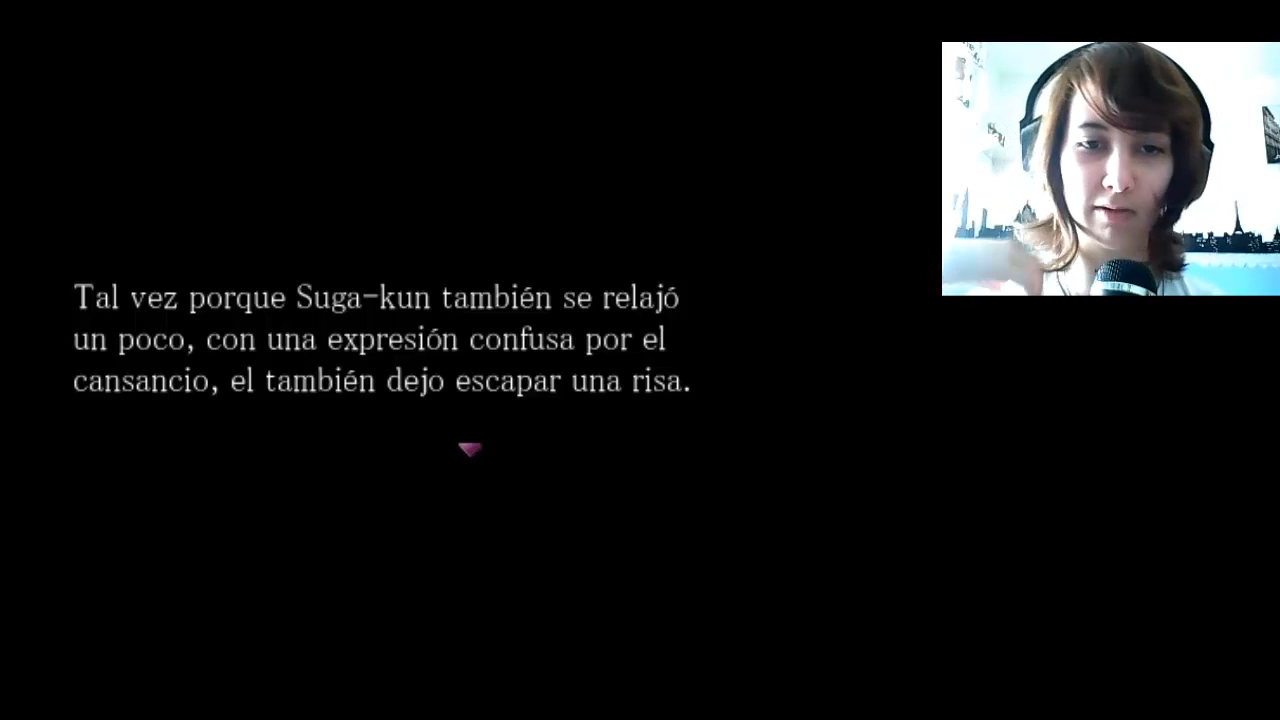 Tal vez porque Suga-kun también se relajó
un poco, con una expresión confusa por el
cansancio, el también dejo escapar una risa.